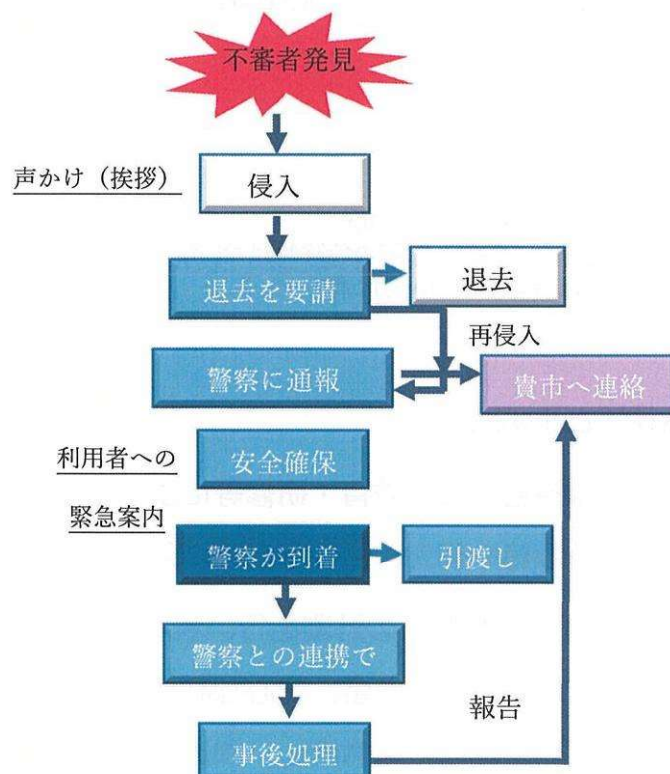 不審者発見
声かけ（挨拶）
侵入
退去を要請
退去
再侵入
警察に通報
貴市へ連絡
利用者への
安全確保
緊急案内
警察が到着
引渡し
警察との連携で
報告
事後処理